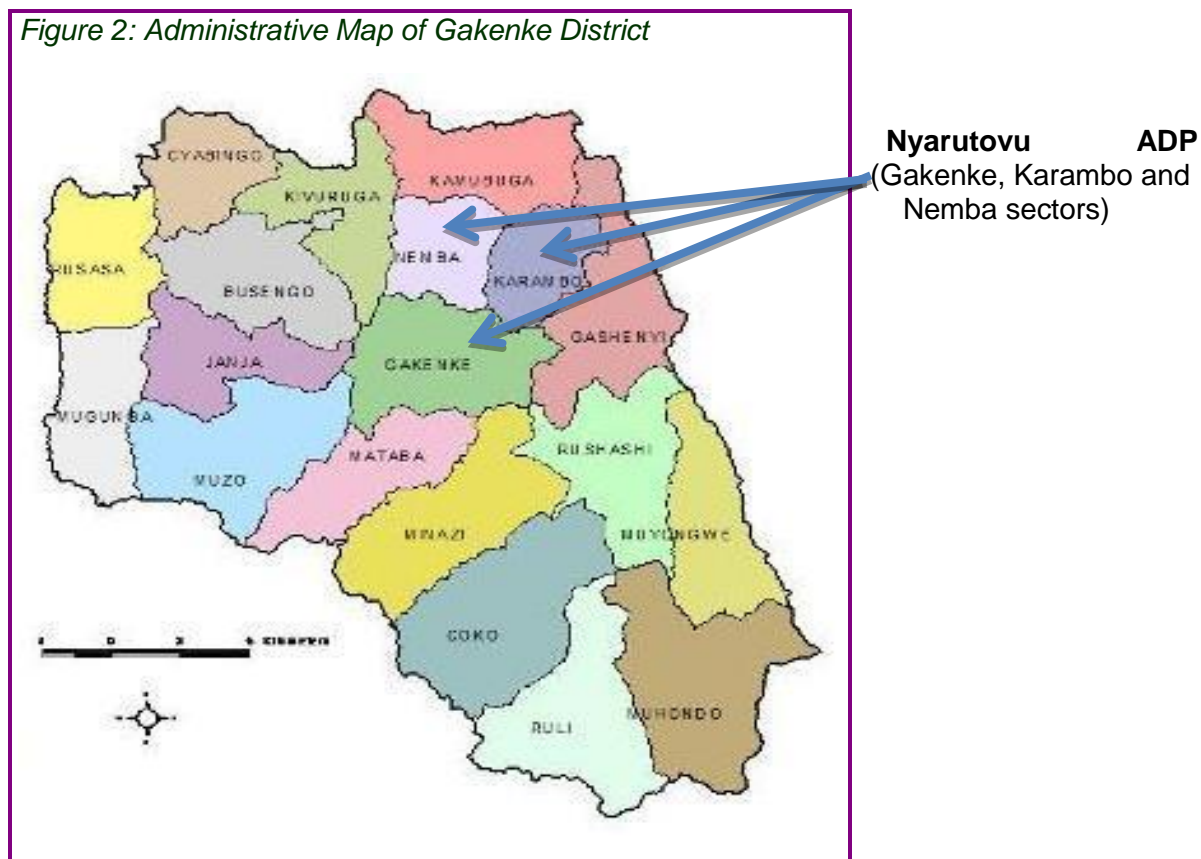 Figure 2: Administrative Map of Gakenke District
Nyarutovu ADP
(Gakenke, Karambo and
Nemba sectors)
CYABINGO
KAMUBUGA
KIVURUGA
RUSASA
NEMBA
KARAMBO
BUSENGO
GASHENYI
JANJA
GAKENKE
MUGUNGA
MATABA
RUSHASHI
MUZO
MINAZI
MUYONGWE
COKO
MUHONDO
RULI